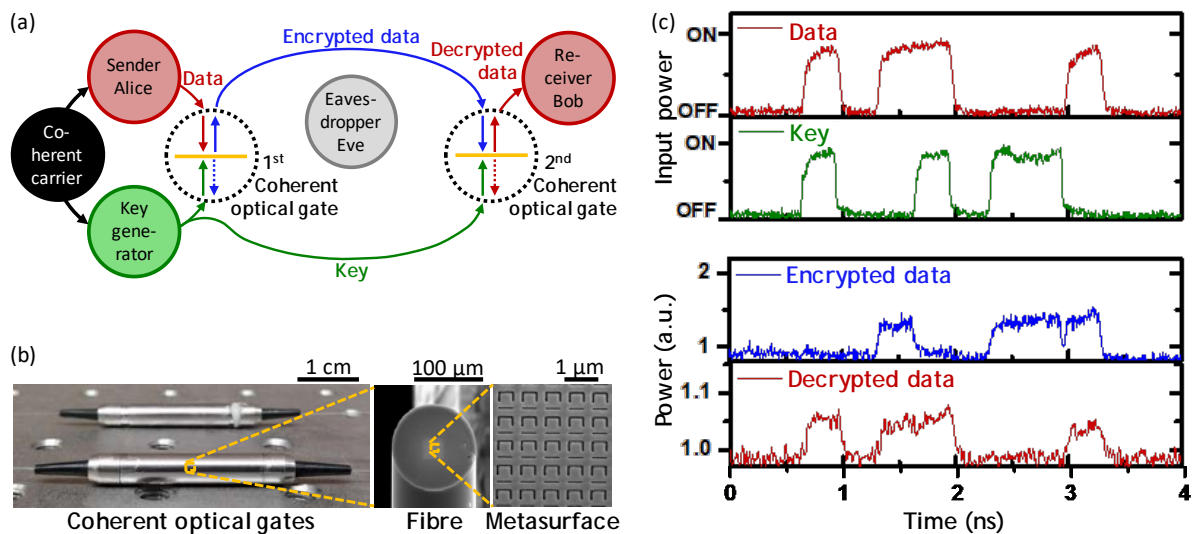 (a)
Encrypted data
Decrypted
data
Sender
Alice
Data
Re-
ceiver
Bob
Eaves-
dropper
Eve
Co-
herent
carrier
1st
Coherent
optical gate
2nd
Coherent
optical gate
Key
gene-
rator
Key
(b)
1 cm
100 µm
1 µm
Coherent optical gates
Fibre
Metasurface
(c)
Input power
ON
Data
OFF
ON
Key
OFF
Power (a.u.)
2
Encrypted data
1
1.1
Decrypted data
1.0
0 1 2 3 4
Time (ns)